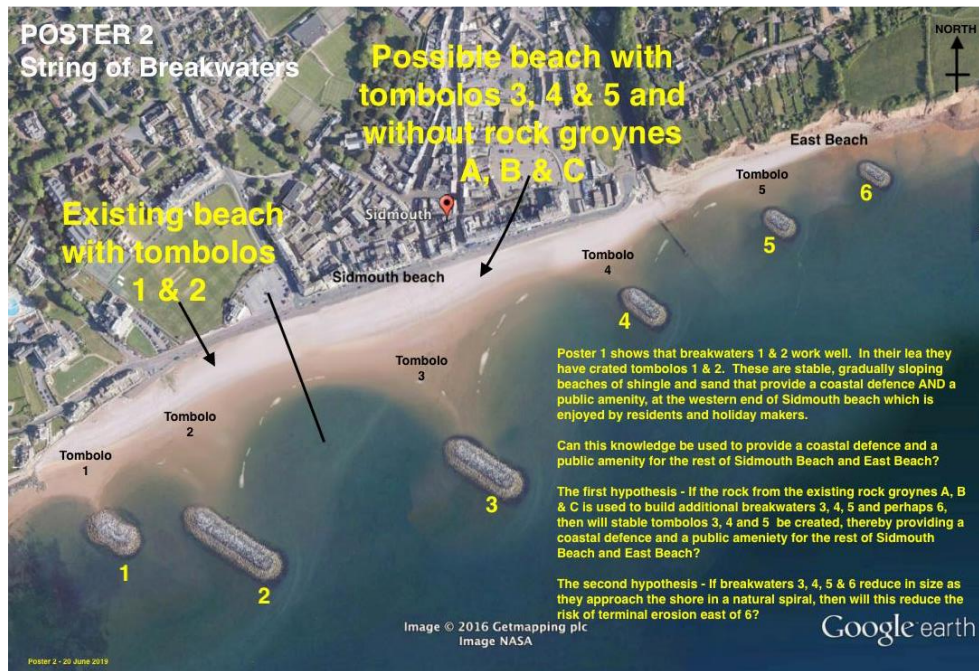 POSTER 2
String of Breakwaters
Possible beach with
tombolos 3, 4 & 5 and
without rock groynes
A, B & C
NORTH
East Beach
Tombolo
5
6
5
Existing beach
with tombolos
1 & 2
Sidmouth
Sidmouth beach
Tombolo
4
4
Tombolo
3
Tombolo
2
Tombolo
1
3
1
2
Poster 1 shows that breakwaters 1 & 2 work well. In their lea they
have crated tombolos 1 & 2. These are stable, gradually sloping
beaches of shingle and sand that provide a coastal defence AND a
public amenity, at the western end of Sidmouth beach which is
enjoyed by residents and holiday makers.
Can this knowledge be used to provide a coastal defence and a
public amenity for the rest of Sidmouth Beach and East Beach?
The first hypothesis - If the rock from the existing rock groynes A, B
& C is used to build additional breakwaters 3, 4, 5 and perhaps 6,
then will stable tombolos 3, 4 and 5 be created, thereby providing a
coastal defence and a public ameniety for the rest of Sidmouth
Beach and East Beach?
The second hypothesis - If breakwaters 3, 4, 5 & 6 reduce in size as
they approach the shore in a natural spiral, then will this reduce the
risk of terminal erosion east of 6?
Image © 2016 Getmapping plc
Image NASA
Google earth
Poster 2 - 20 June 2019